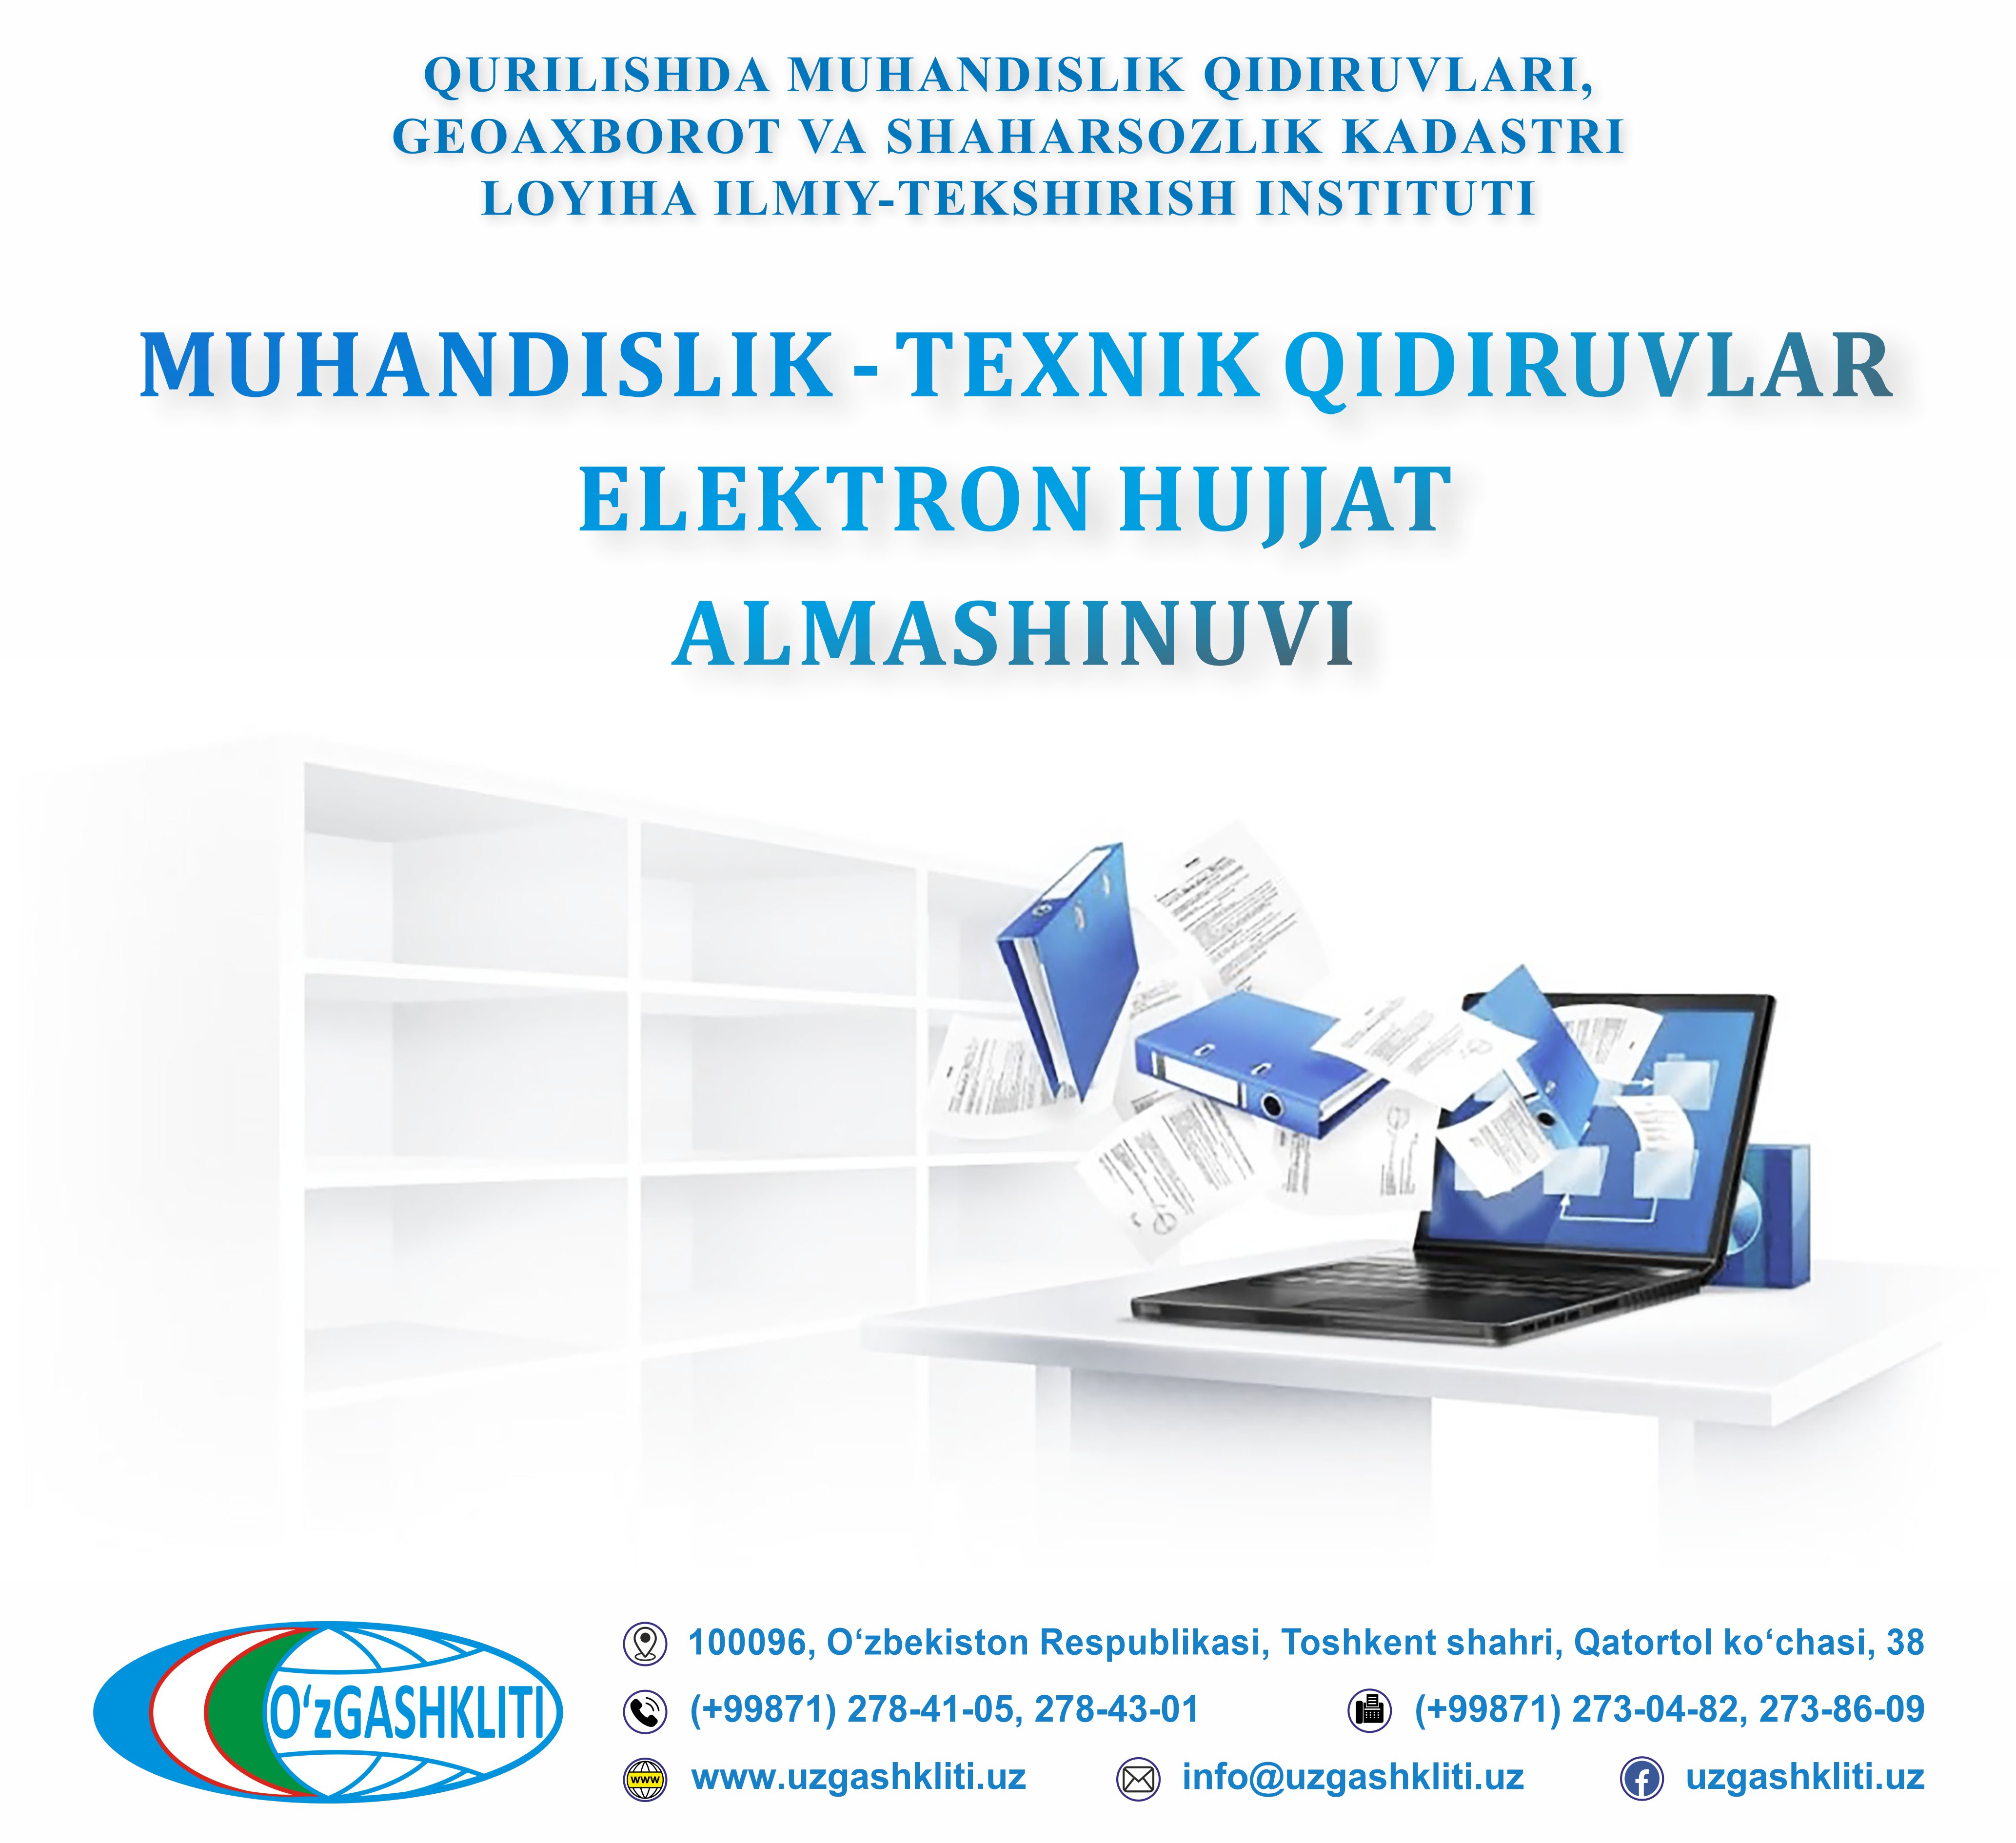 QURILISHDA MUHANDISLIK QIDIRUVLARI,
GEOAXBOROT VA SHAHARSOZLIK KADASTRI
LOYIHA ILMIY-TEKSHIRISH INSTITUTI
MUHANDISLIK - TEXNIK QIDIRUVLAR
ELEKTRON HUJJAT
ALMASHINUVI
O‘zGASHKLITI
100096, O‘zbekiston Respublikasi, Toshkent shahri, Qatortol ko‘chasi, 38
(+99871) 278-41-05, 278-43-01
(+99871) 273-04-82, 273-86-09
www
www.uzgashkliti.uz
info@uzgashkliti.uz
uzgashkliti.uz